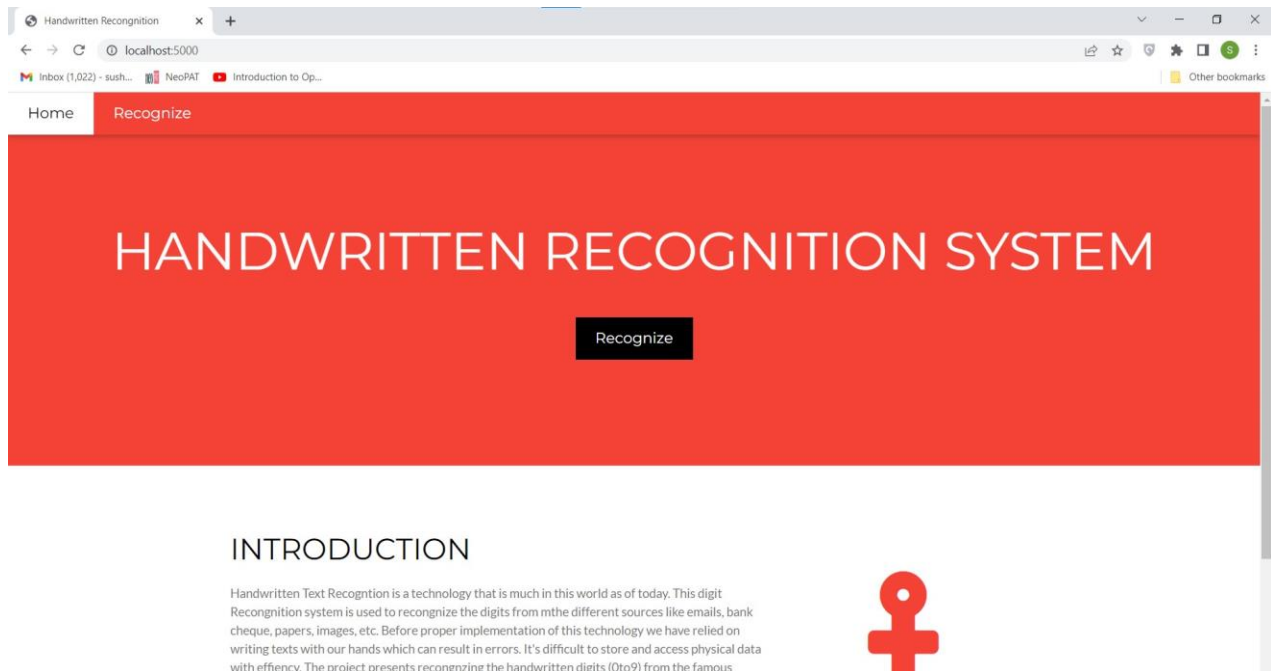 Handwritten Recongnition
localhost:5000
S
Inbox (1,022) - sush...
NeoPAT
Introduction to Op...
Other bookmarks
Home
Recognize
HANDWRITTEN RECOGNITION SYSTEM
Recognize
INTRODUCTION
Handwritten Text Recogntion is a technology that is much in this world as of today. This digit
Recongnition system is used to recongnize the digits from mthe different sources like emails, bank
cheque, papers, images, etc. Before proper implementation of this technology we have relied on
writing texts with our hands which can result in errors. It's difficult to store and access physical data
with effiency. The project presents recongnzing the handwritten digits (0to9) from the famous